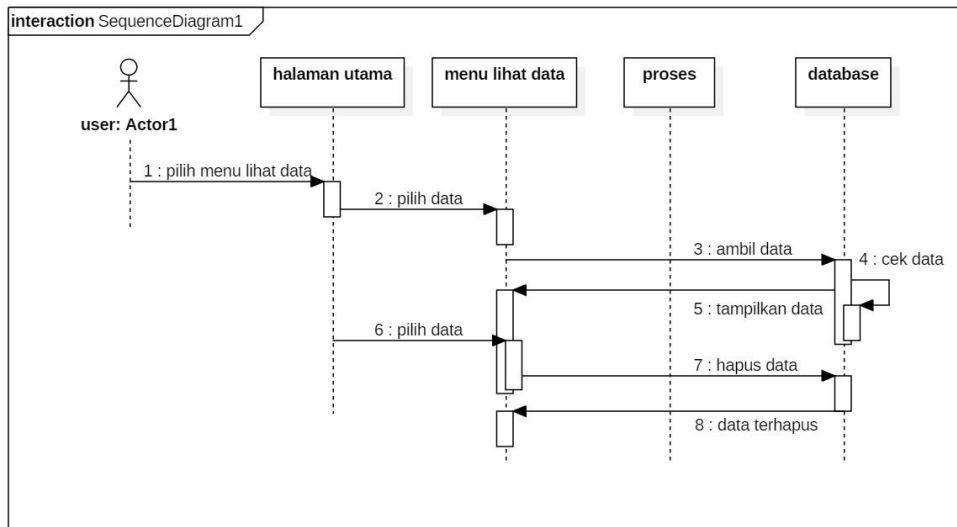 interaction SequenceDiagram1
halaman utama
menu lihat data
proses
database
user: Actor1
1 : pilih menu lihat data
2 : pilih data
3 : ambil data
4 : cek data
5 : tampilkan data
6 : pilih data
7 : hapus data
8 : data terhapus